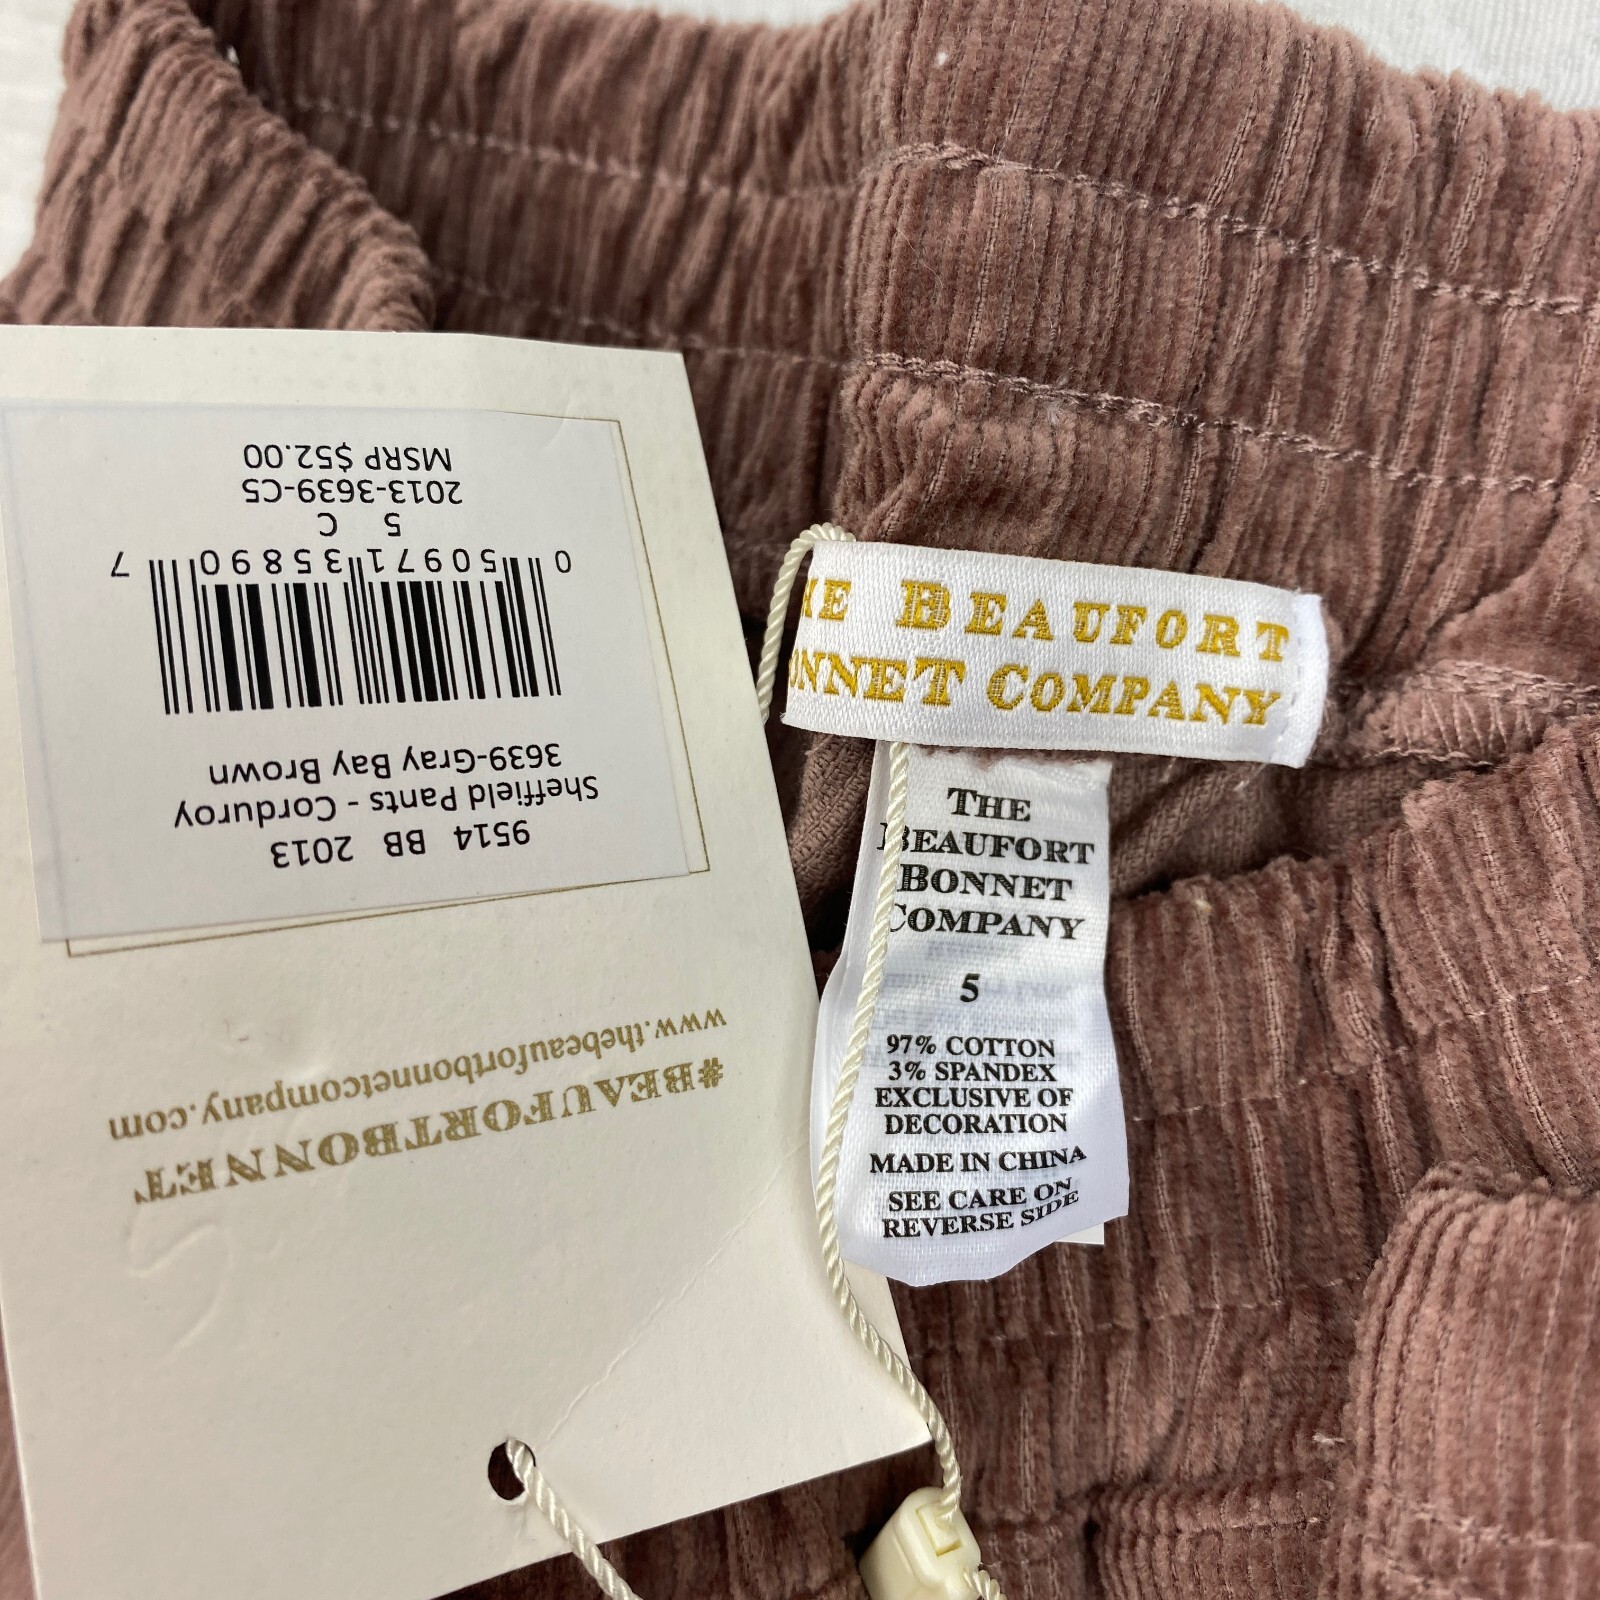 9514 BB 2013
Sheffield Pants - Corduroy
3639-Gray Bay Brown
0 50971 35890 7
5 C
2013-3639-C5
MSRP $52.00
www.thebeaufortbonnetcompany.com
#BEAUFORTBONNET
BEAUFORT
COMPANY
THE
BEAUFORT
BONNET
COMPANY
5
97% COTTON
3% SPANDEX
EXCLUSIVE OF
DECORATION
MADE IN CHINA
SEE CARE ON
REVERSE SIDE